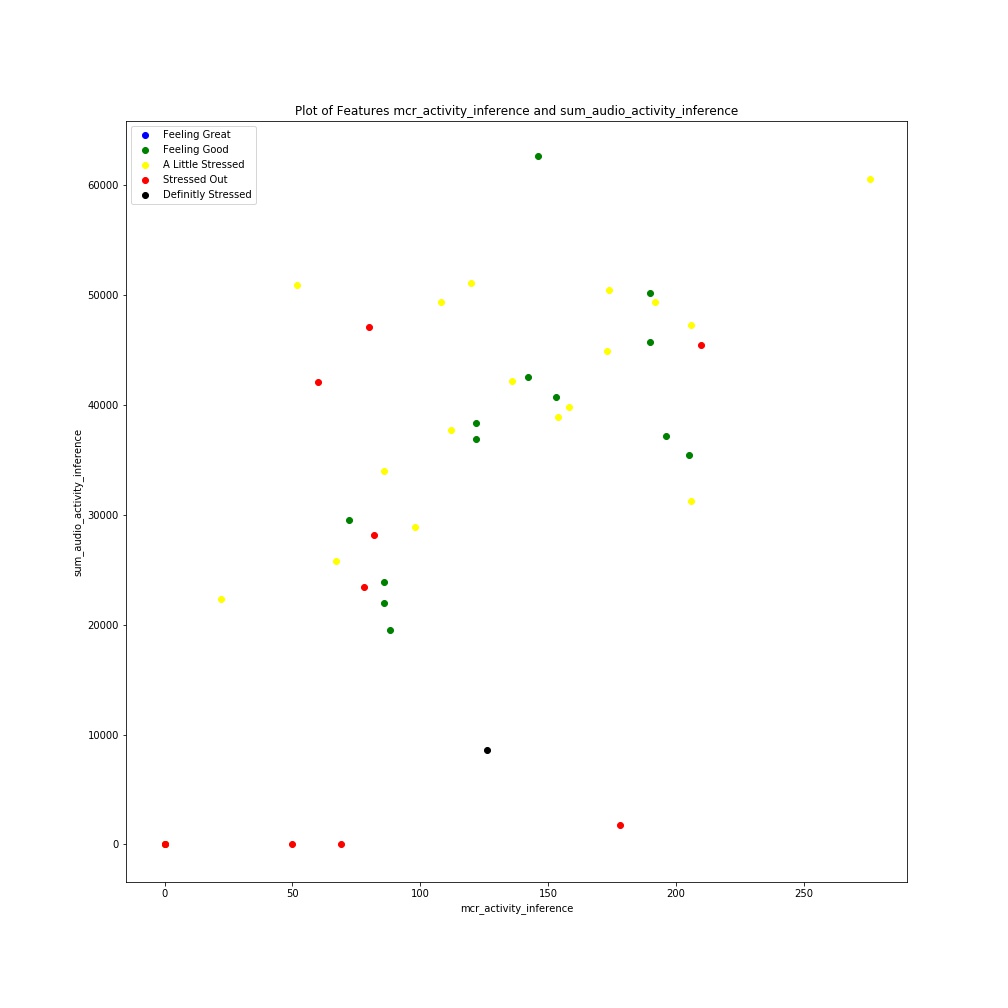 Plot of Features mcr_activity_inference and sum_audio_activity_inference
Feeling Great
Feeling Good
A Little Stressed
Stressed Out
Definitly Stressed
60000
50000
40000
30000
20000
10000
0
sum_audio_activity_inference
0 50 100 150 200 250
mcr_activity_inference